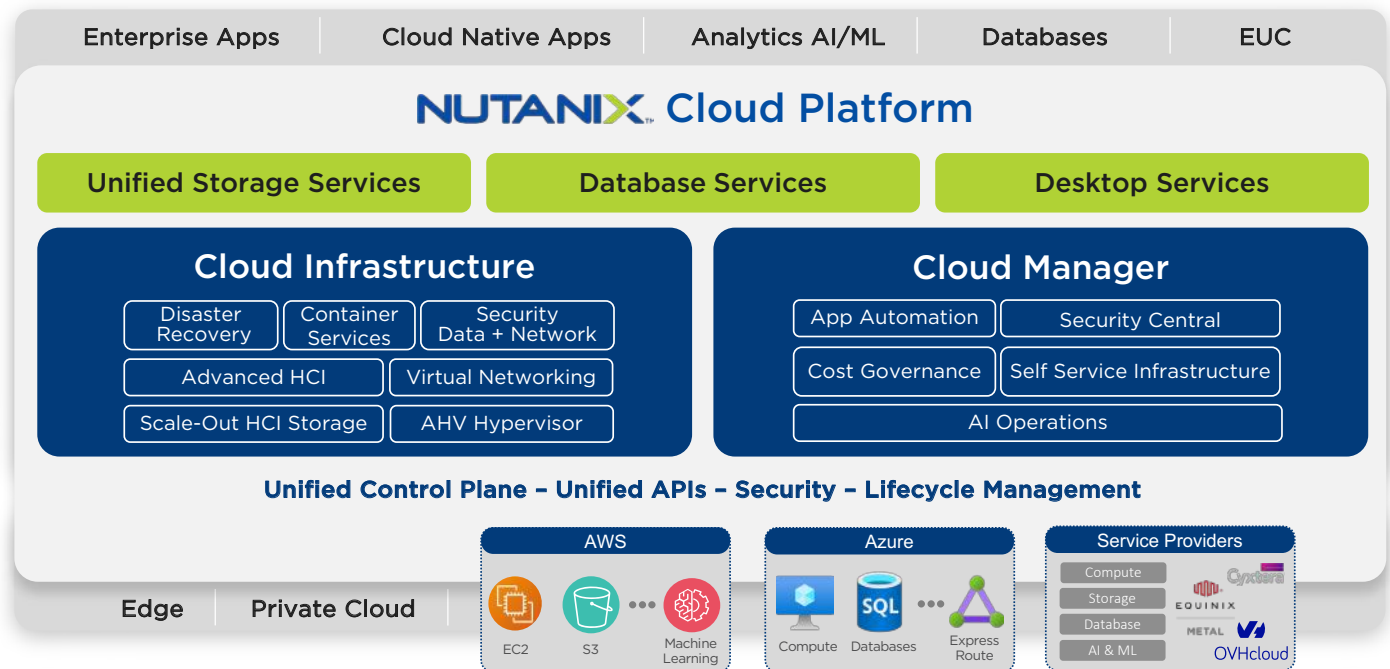 Enterprise Apps
Cloud Native Apps
Analytics AI/ML
Databases
EUC
NUTANIX™ Cloud Platform
Unified Storage Services
Database Services
Desktop Services
Cloud Infrastructure
Disaster
Recovery
Container
Services
Security
Data + Network
Advanced HCI
Virtual Networking
Scale-Out HCI Storage
AHV Hypervisor
Cloud Manager
App Automation
Security Central
Cost Governance
Self Service Infrastructure
AI Operations
Unified Control Plane – Unified APIs – Security – Lifecycle Management
Edge
Private Cloud
AWS
EC2
S3
Machine
Learning
Azure
SQL
Compute
Databases
Express
Route
Service Providers
Compute
Storage
Database
AI & ML
Cyxtera
EQUINIX
METAL
OVHcloud